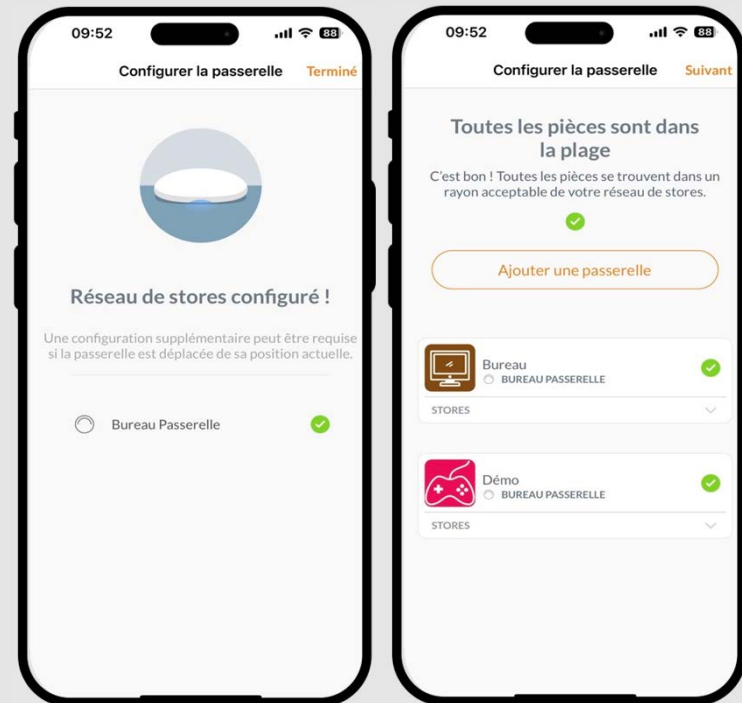 09:52
88
Configurer la passerelle
Terminé
Réseau de stores configuré !
Une configuration supplémentaire peut être requise
si la passerelle est déplacée de sa position actuelle.
Bureau Passerelle
09:52
88
Configurer la passerelle
Suivant
Toutes les pièces sont dans
la plage
C'est bon ! Toutes les pièces se trouvent dans un
rayon acceptable de votre réseau de stores.
Ajouter une passerelle
Bureau
BUREAU PASSERELLE
STORES
Démo
BUREAU PASSERELLE
STORES